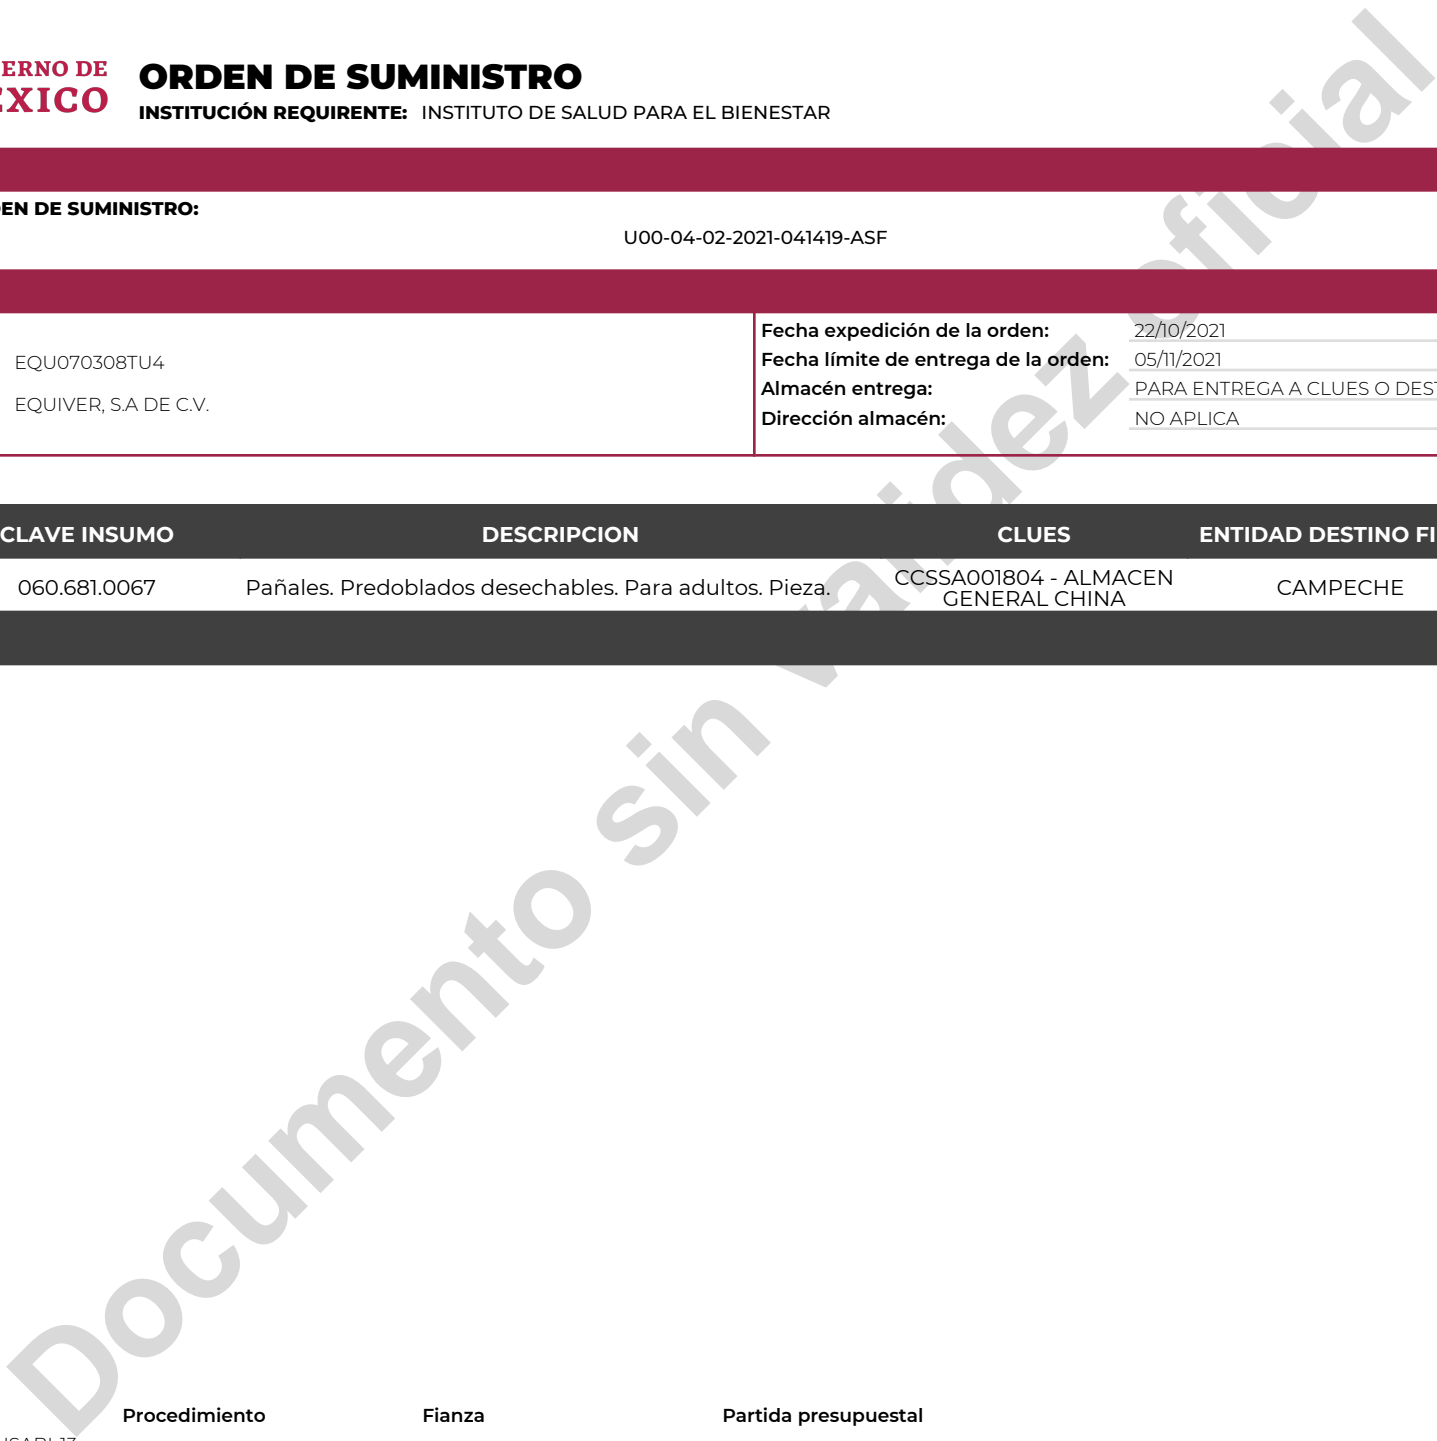 ERNO DE
EXICO
ORDEN DE SUMINISTRO
INSTITUCIÓN REQUIRENTE: INSTITUTO DE SALUD PARA EL BIENESTAR
EN DE SUMINISTRO:
U00-04-02-2021-041419-ASF
EQU070308TU4
EQUIVER, S.A DE C.V.
Fecha expedición de la orden: 22/10/2021
Fecha límite de entrega de la orden: 05/11/2021
Almacén entrega: PARA ENTREGA A CLUES O DEST
Dirección almacén: NO APLICA
CLAVE INSUMO DESCRIPCION CLUES ENTIDAD DESTINO FI
060.681.0067 Pañales. Predoblados desechables. Para adultos. Pieza. CCSSA001804 - ALMACEN GENERAL CHINA CAMPECHE
Documento sin validez oficial
Procedimiento Fianza Partida presupuestal